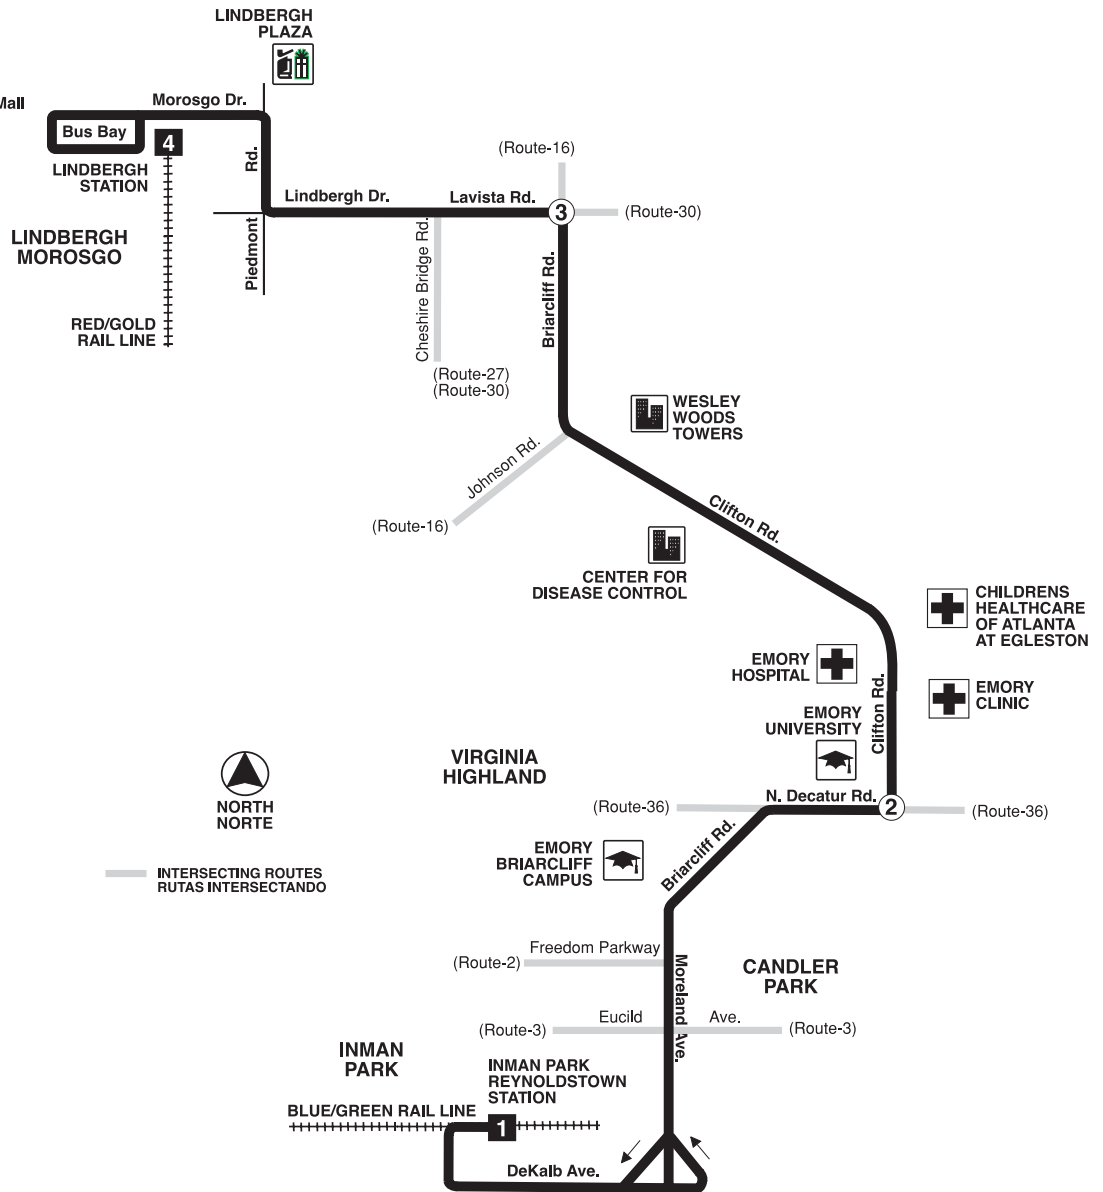 LINDBERGH
PLAZA
Mall
Morosgo Dr.
Bus Bay
4
LINDBERGH
STATION
Rd.
(Route-16)
Lindbergh Dr.
Lavista Rd.
3
(Route-30)
LINDBERGH
MOROSGO
Piedmont
Cheshire Bridge Rd.
Briarcliff Rd.
RED/GOLD
RAIL LINE
(Route-27)
(Route-30)
WESLEY
WOODS
TOWERS
Johnson Rd.
(Route-16)
Clifton Rd.
CENTER FOR
DISEASE CONTROL
CHILDRENS
HEALTHCARE
OF ATLANTA
AT EGLESTON
EMORY
HOSPITAL
EMORY
CLINIC
Clifton Rd.
EMORY
UNIVERSITY
VIRGINIA
HIGHLAND
NORTH
NORTE
N. Decatur Rd.
(Route-36)
2
(Route-36)
Briarcliff Rd.
EMORY
BRIARCLIFF
CAMPUS
INTERSECTING ROUTES
RUTAS INTERSECTANDO
Freedom Parkway
(Route-2)
Moreland Ave.
CANDLER
PARK
Eucild Ave.
(Route-3)
(Route-3)
INMAN
PARK
INMAN PARK
REYNOLDSTOWN
STATION
BLUE/GREEN RAIL LINE
1
DeKalb Ave.